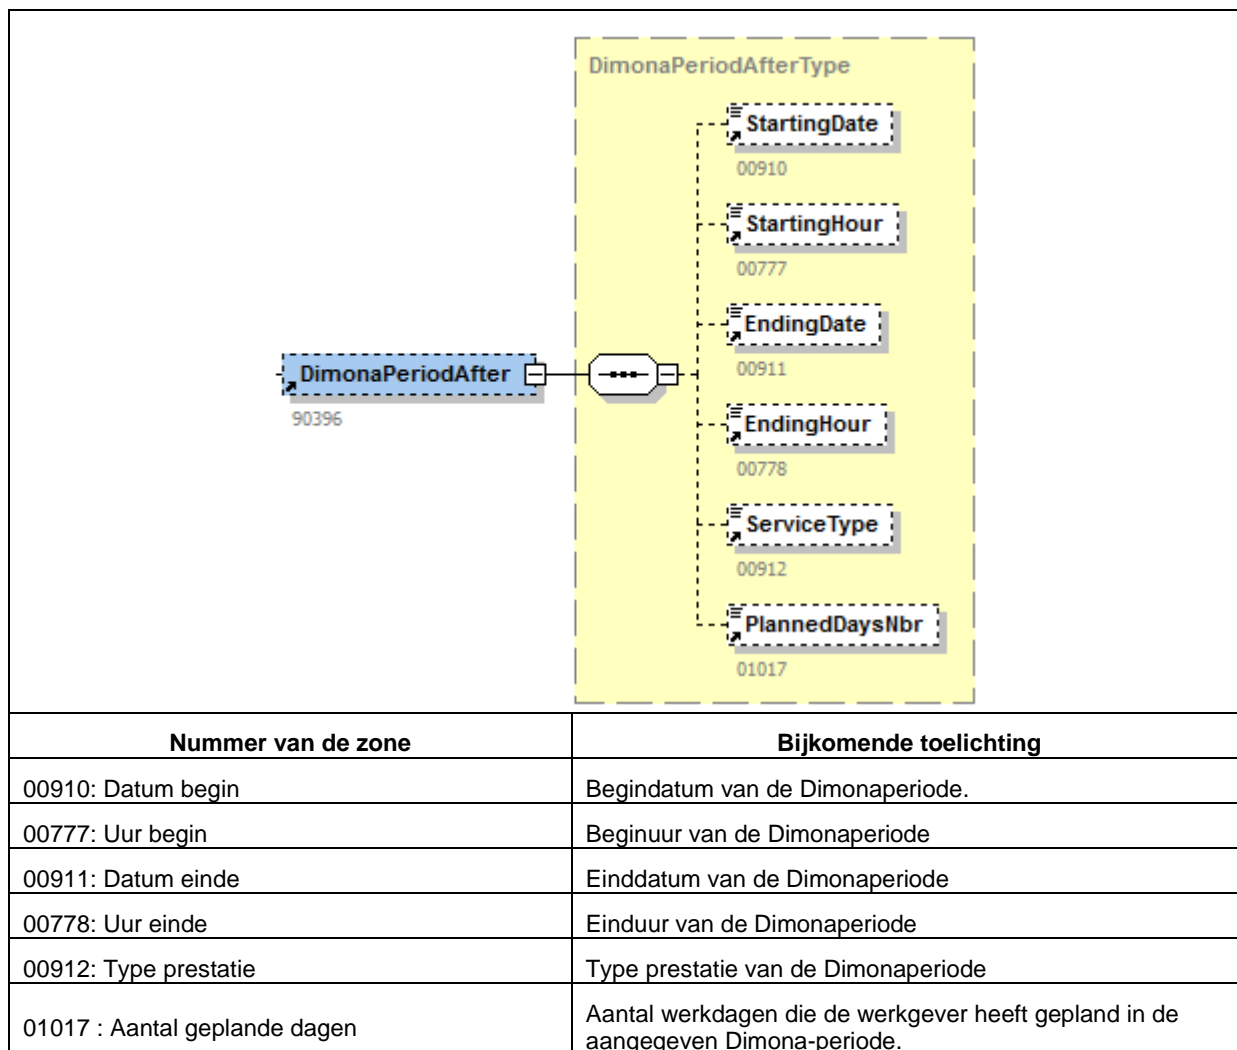 DimonaPeriodAfterType
StartingDate
00910
StartingHour
00777
EndingDate
00911
DimonaPeriodAfter
90396
EndingHour
00778
ServiceType
00912
PlannedDaysNbr
01017
Nummer van de zone
Bijkomende toelichting
00910: Datum begin
Begindatum van de Dimonaperiode.
00777: Uur begin
Beginuur van de Dimonaperiode
00911: Datum einde
Einddatum van de Dimonaperiode
00778: Uur einde
Einduur van de Dimonaperiode
00912: Type prestatie
Type prestatie van de Dimonaperiode
01017 : Aantal geplande dagen
Aantal werkdagen die de werkgever heeft gepland in de
aangegeven Dimona-periode.